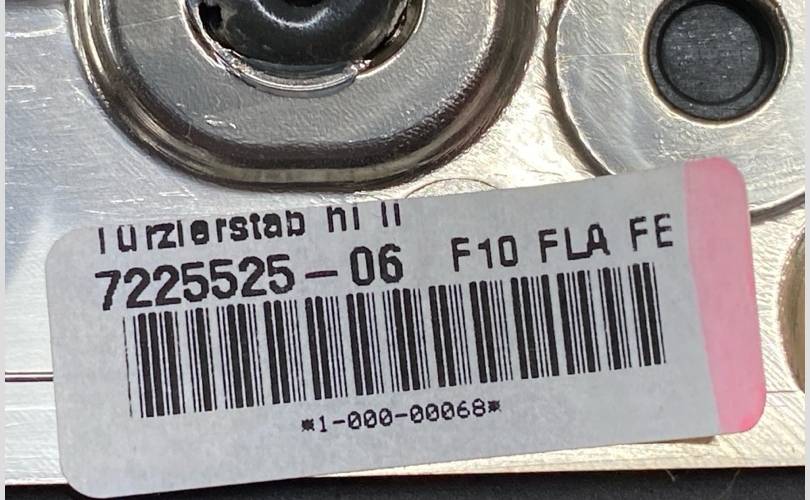 Türzierstab hi li
7225525-06 F10 FLA FE
*1-000-00068*